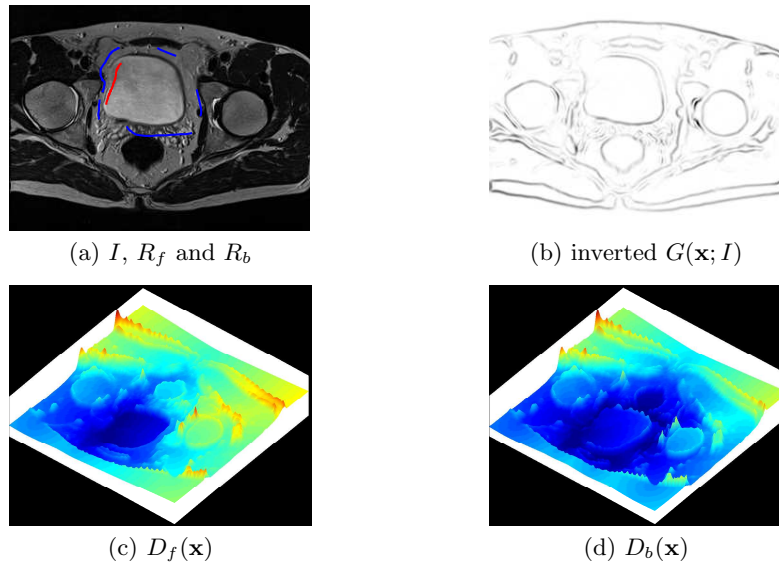 (a) I, R_f and R_b
(b) inverted G(x; I)
(c) D_f(x)
(d) D_b(x)